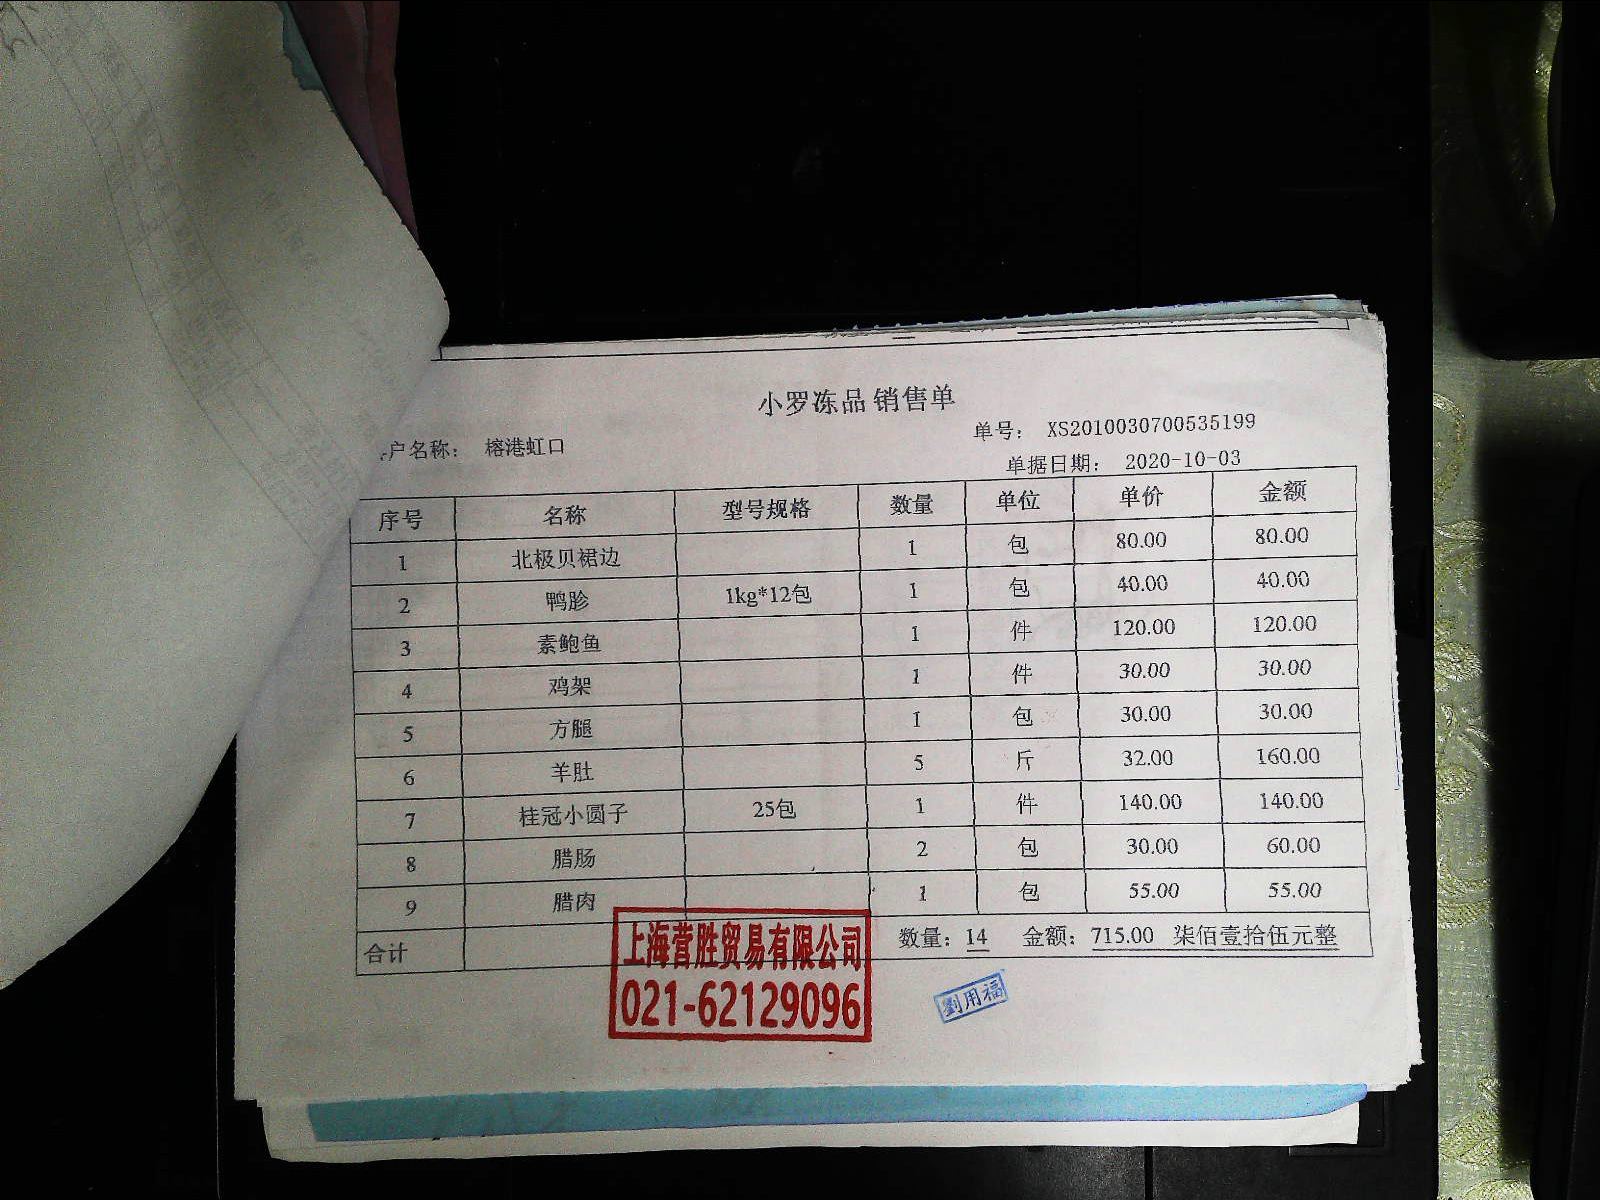 小罗冻品 销售单
单号： XS2010030700535199
户名称： 榕港虹口
单据日期： 2020-10-03
序号 名称 型号规格 数量 单位 单价 金额
1 北极贝裙边 1 包 80.00 80.00
2 鸭胗 1kg*12包 1 包 40.00 40.00
3 素鲍鱼 1 件 120.00 120.00
4 鸡架 1 件 30.00 30.00
5 方腿 1 包 30.00 30.00
6 羊肚 5 斤 32.00 160.00
7 桂冠小圆子 25包 1 件 140.00 140.00
8 腊肠 2 包 30.00 60.00
9 腊肉 1 包 55.00 55.00
合计 数量：14 金额：715.00 柒佰壹拾伍元整
上海营胜贸易有限公司
021-62129096
劉用福